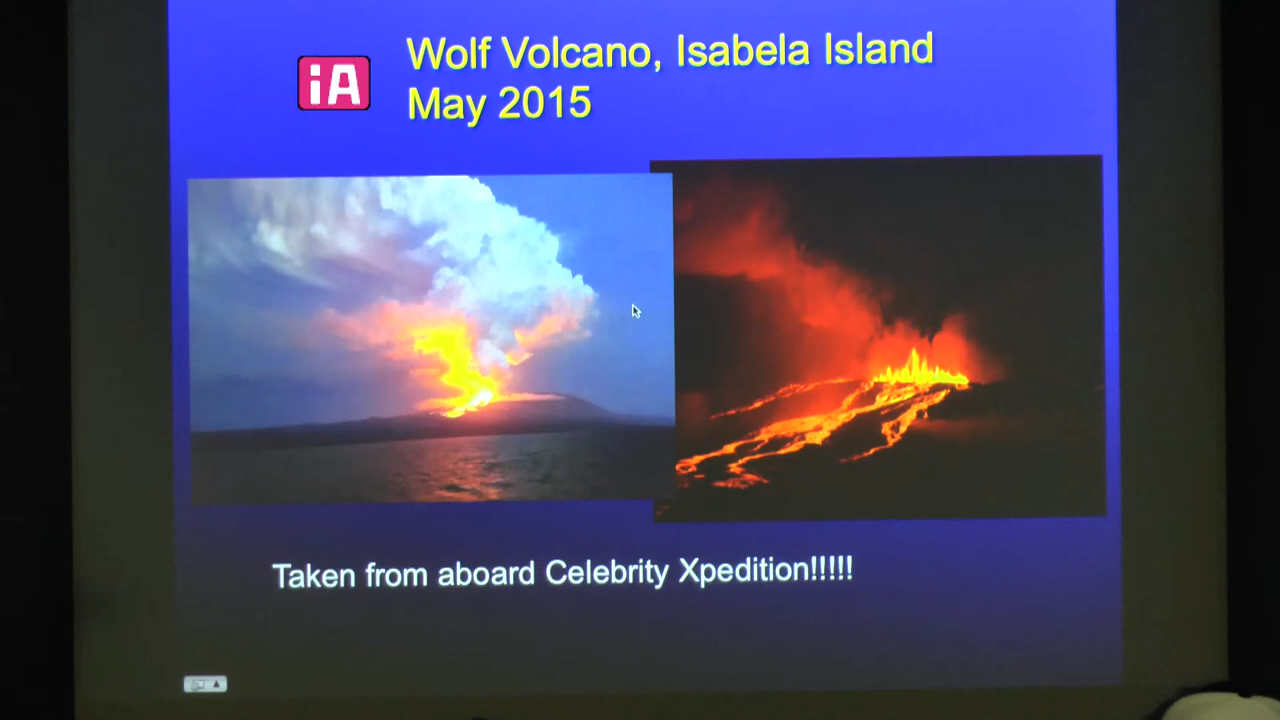 iA
Wolf Volcano, Isabela Island
May 2015
Taken from aboard Celebrity Xpedition!!!!!